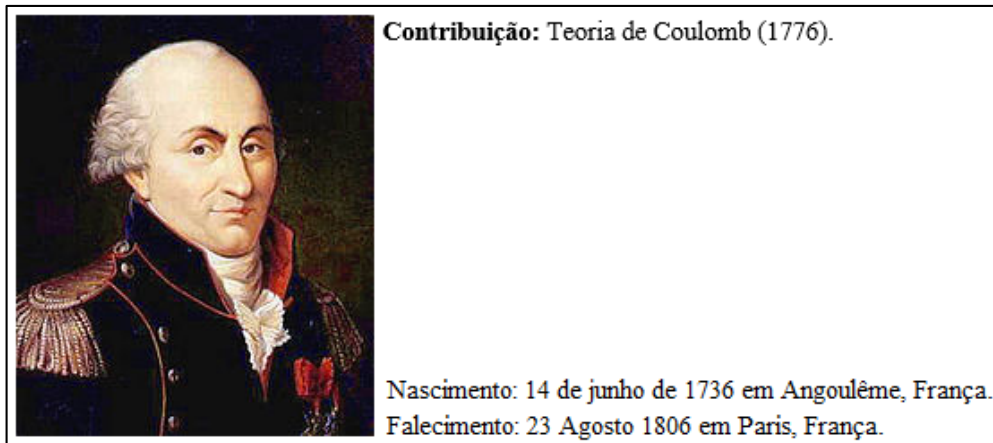 Contribuição: Teoria de Coulomb (1776).
Nascimento: 14 de junho de 1736 em Angoulême, França.
Falecimento: 23 Agosto 1806 em Paris, França.